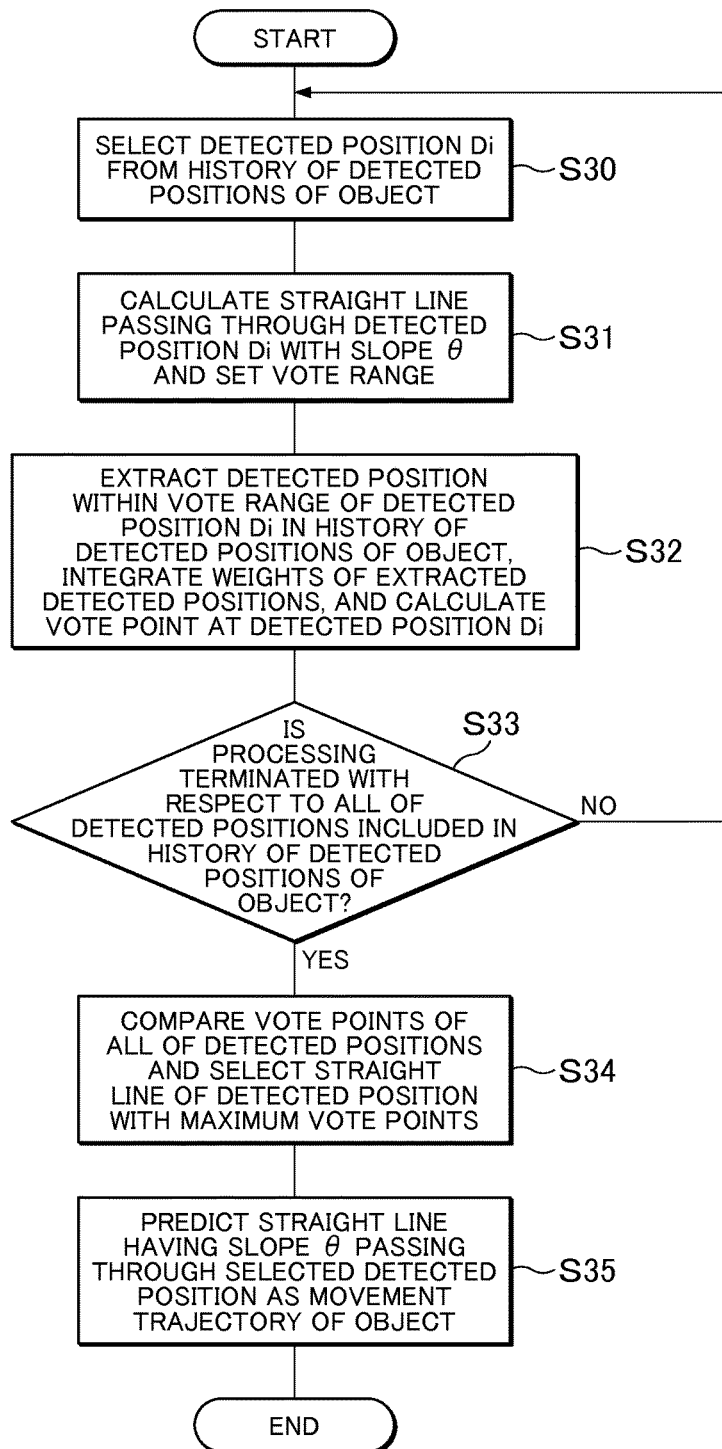 START
SELECT DETECTED POSITION Di
FROM HISTORY OF DETECTED
POSITIONS OF OBJECT
S30
CALCULATE STRAIGHT LINE
PASSING THROUGH DETECTED
POSITION Di WITH SLOPE θ
AND SET VOTE RANGE
S31
EXTRACT DETECTED POSITION
WITHIN VOTE RANGE OF DETECTED
POSITION Di IN HISTORY OF
DETECTED POSITIONS OF OBJECT,
INTEGRATE WEIGHTS OF EXTRACTED
DETECTED POSITIONS, AND CALCULATE
VOTE POINT AT DETECTED POSITION Di
S32
S33
IS
PROCESSING
TERMINATED WITH
RESPECT TO ALL OF
DETECTED POSITIONS INCLUDED IN
HISTORY OF DETECTED
POSITIONS OF
OBJECT?
NO
YES
COMPARE VOTE POINTS OF
ALL OF DETECTED POSITIONS
AND SELECT STRAIGHT
LINE OF DETECTED POSITION
WITH MAXIMUM VOTE POINTS
S34
PREDICT STRAIGHT LINE
HAVING SLOPE θ PASSING
THROUGH SELECTED DETECTED
POSITION AS MOVEMENT
TRAJECTORY OF OBJECT
S35
END